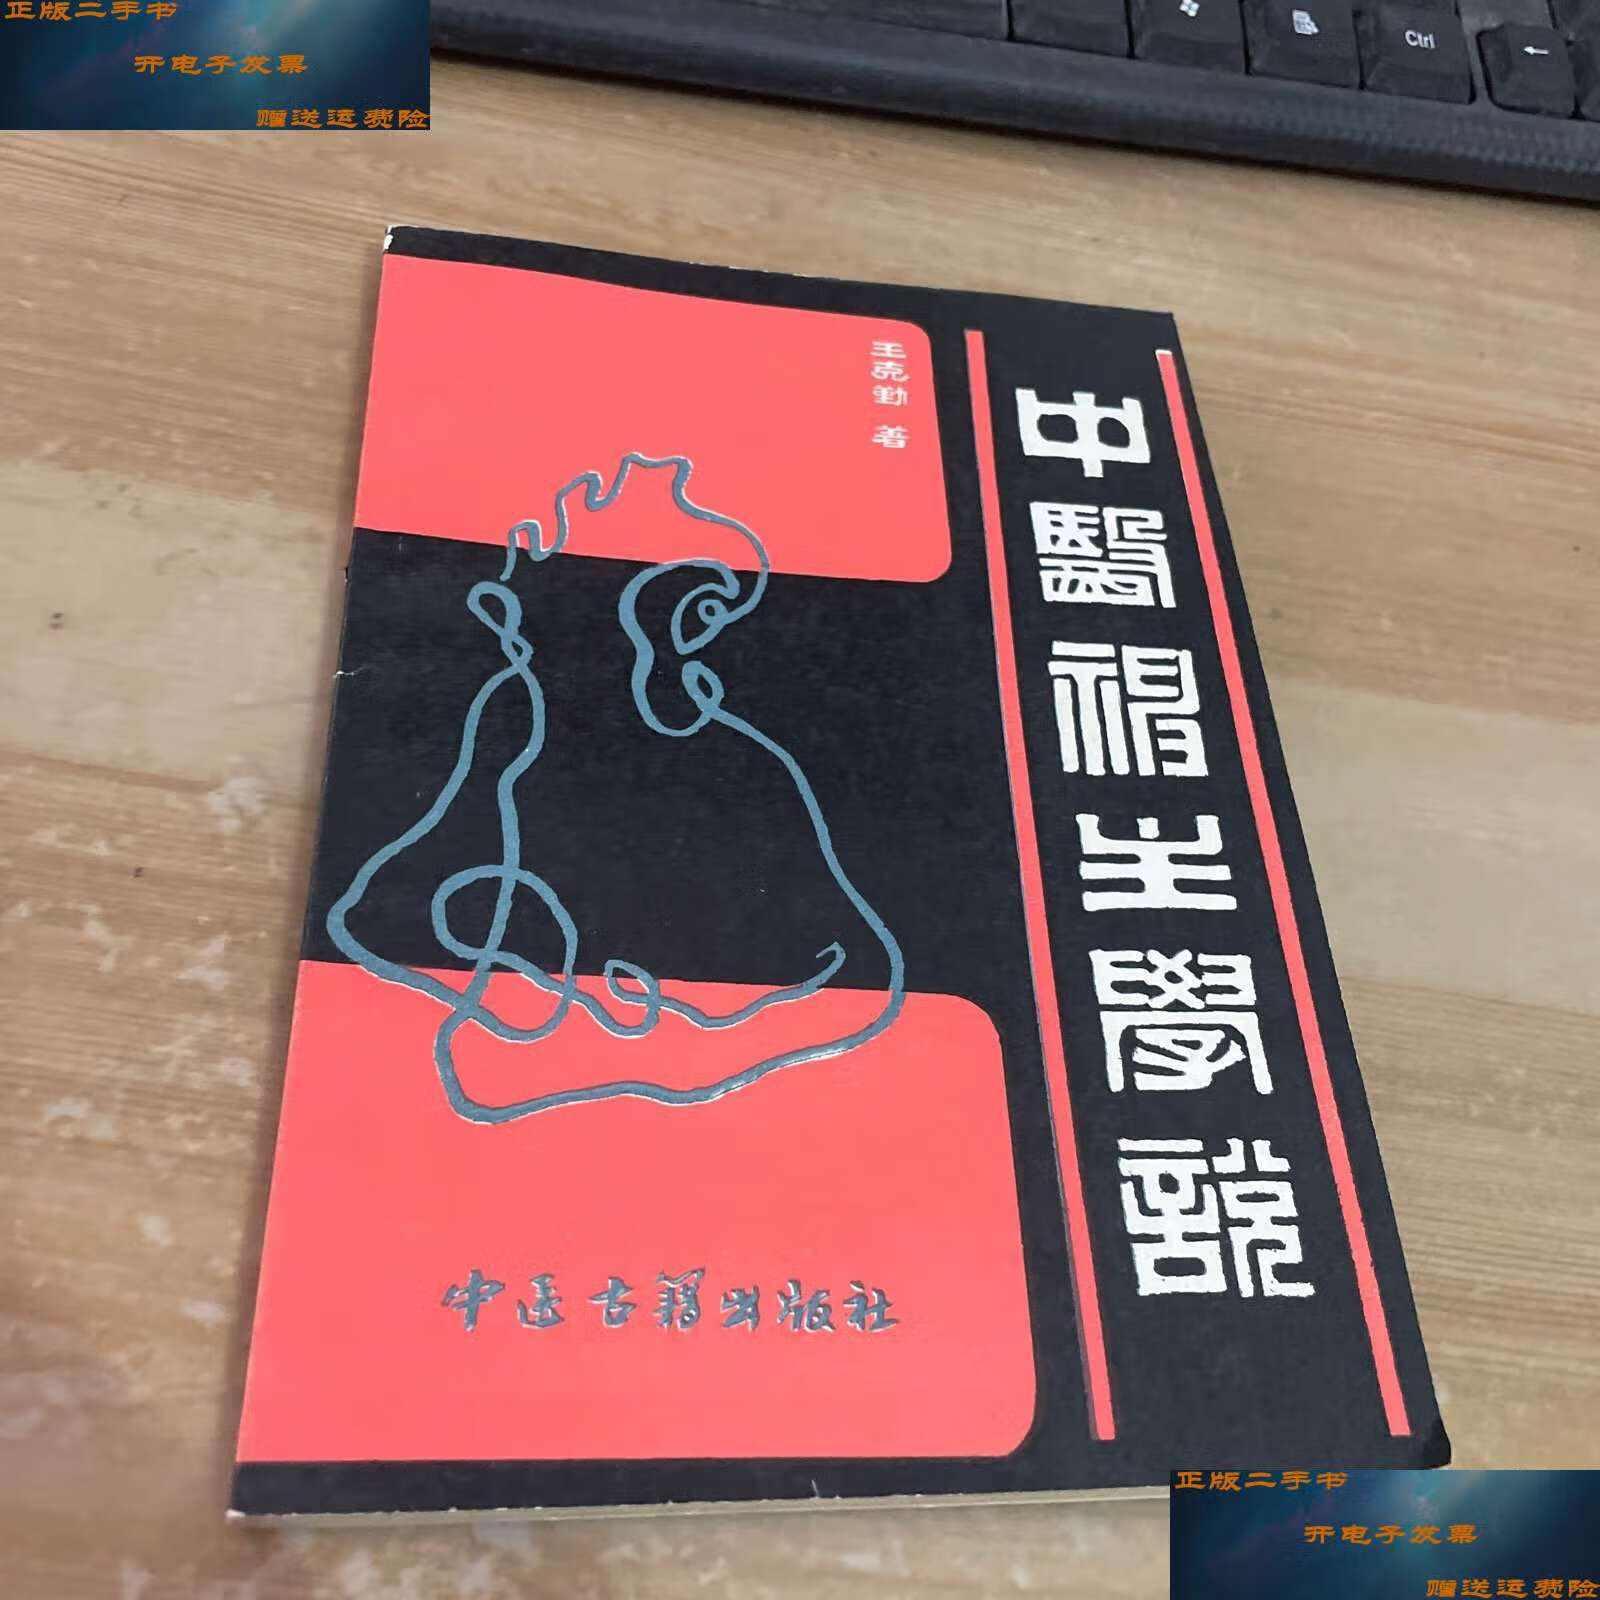 正版二手书
开电子发票
赠送运费险
Ctrl
王克勤 著
中醫神主學說
中医古籍出版社
正版二手书
开电子发票
赠送运费险